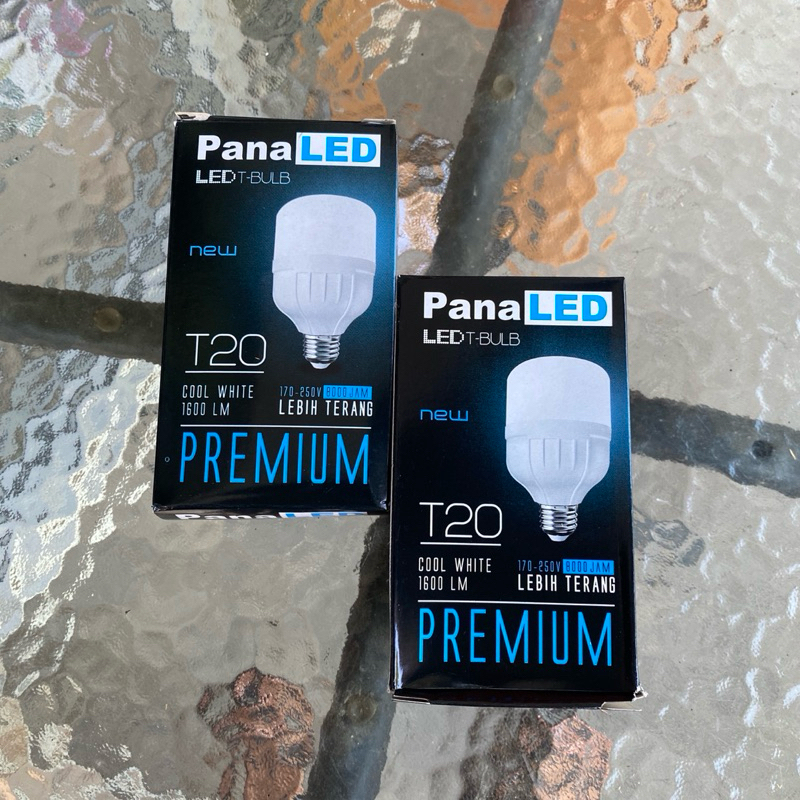 PanaLED
LED T-BULB
new
T20
COOL WHITE
1600 LM
170-250V 8000 JAM
LEBIH TERANG
PREMIUM
PanaLED
PanaLED
LED T-BULB
new
T20
COOL WHITE
1600 LM
170-250V 8000 JAM
LEBIH TERANG
PREMIUM